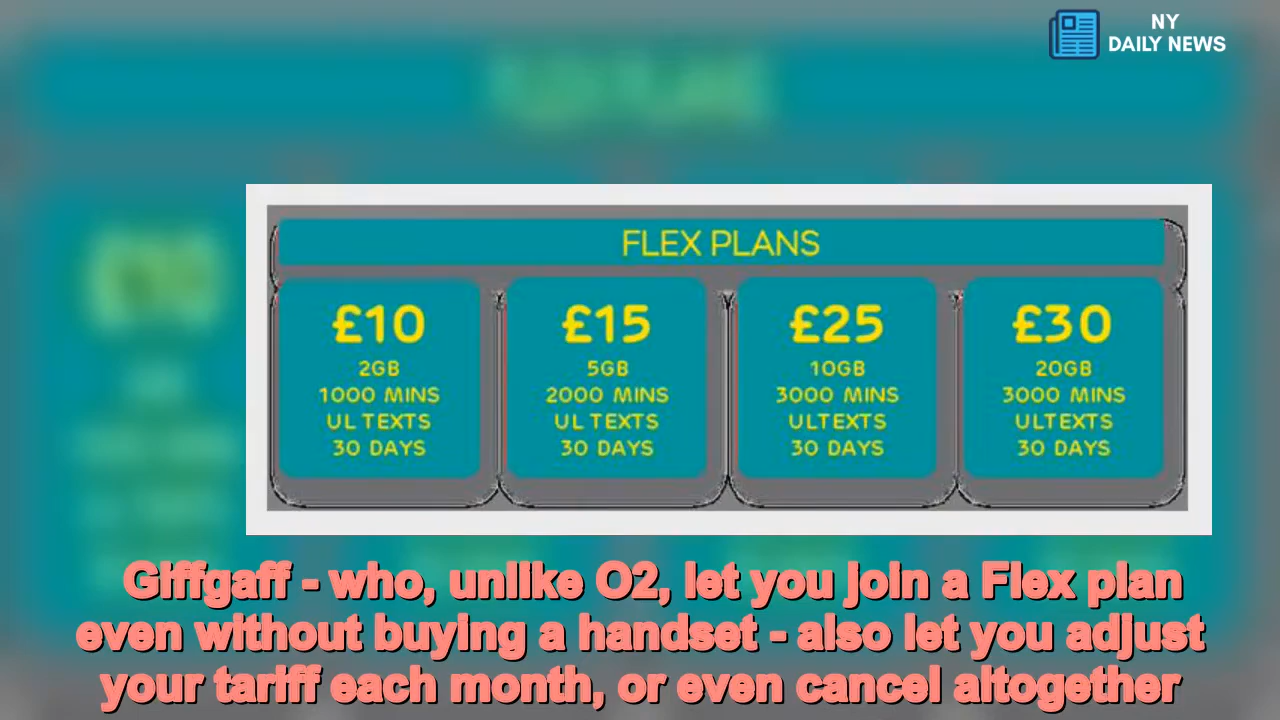 NY
DAILY NEWS
FLEX PLANS
£10
2GB
1000 MINS
UL TEXTS
30 DAYS
£15
5GB
2000 MINS
UL TEXTS
30 DAYS
£25
10GB
3000 MINS
ULTEXTS
30 DAYS
£30
20GB
3000 MINS
ULTEXTS
30 DAYS
Giffgaff - who, unlike O2, let you join a Flex plan
even without buying a handset - also let you adjust
your tariff each month, or even cancel altogether